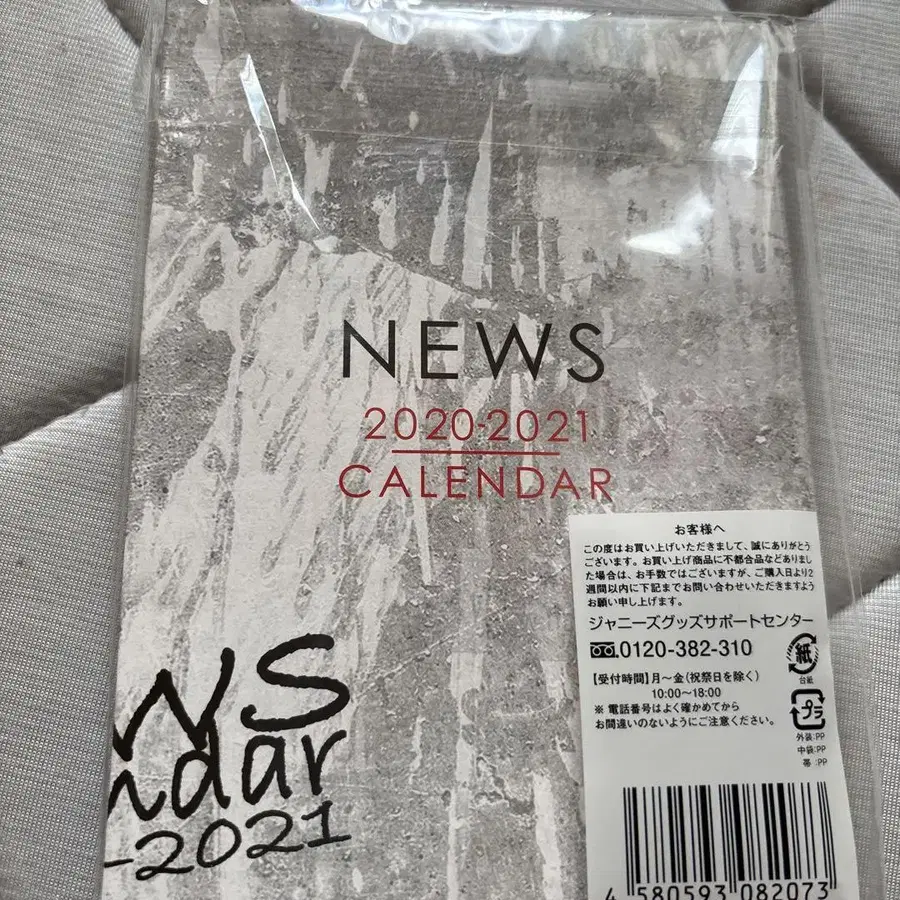 NEWS
2020-2021
CALENDAR
お客様へ
この度はお買い上げいただきまして、誠にありがとう
ございます。お買い上げ商品に不都合品などありまし
た場合は、お手数ではございますが、ご購入日より2
週間以内に下記までお問い合わせいただきますよう
お願い申し上げます。
ジャニーズグッズサポートセンター
0120-382-310
【受付時間】月～金(祝祭日を除く)
10:00～18:00
※ 電話番号はよく確かめてから
お間違いのないようにご注意ください。
紙
台紙
プラ
外装:PP
中袋:PP
帯:PP
WS
ndar
-2021
4 580593 082073